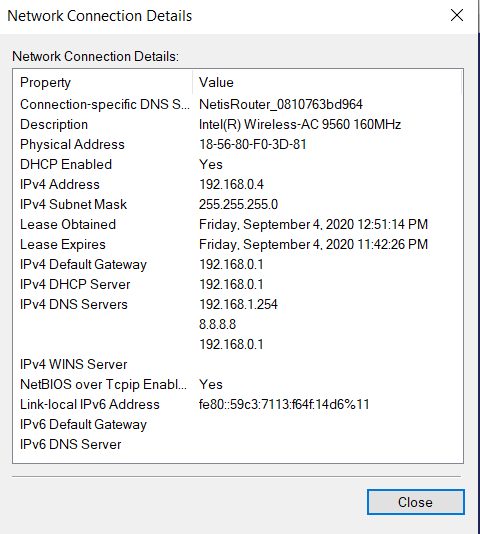 Network Connection Details
Network Connection Details:
Property Value
Connection-specific DNS S... NetisRouter_0810763bd964
Description Intel(R) Wireless-AC 9560 160MHz
Physical Address 18-56-80-F0-3D-81
DHCP Enabled Yes
IPv4 Address 192.168.0.4
IPv4 Subnet Mask 255.255.255.0
Lease Obtained Friday, September 4, 2020 12:51:14 PM
Lease Expires Friday, September 4, 2020 11:42:26 PM
IPv4 Default Gateway 192.168.0.1
IPv4 DHCP Server 192.168.0.1
IPv4 DNS Servers 192.168.1.254
8.8.8.8
192.168.0.1
IPv4 WINS Server
NetBIOS over Tcpip Enabl... Yes
Link-local IPv6 Address fe80::59c3:7113:f64f:14d6%11
IPv6 Default Gateway
IPv6 DNS Server
Close